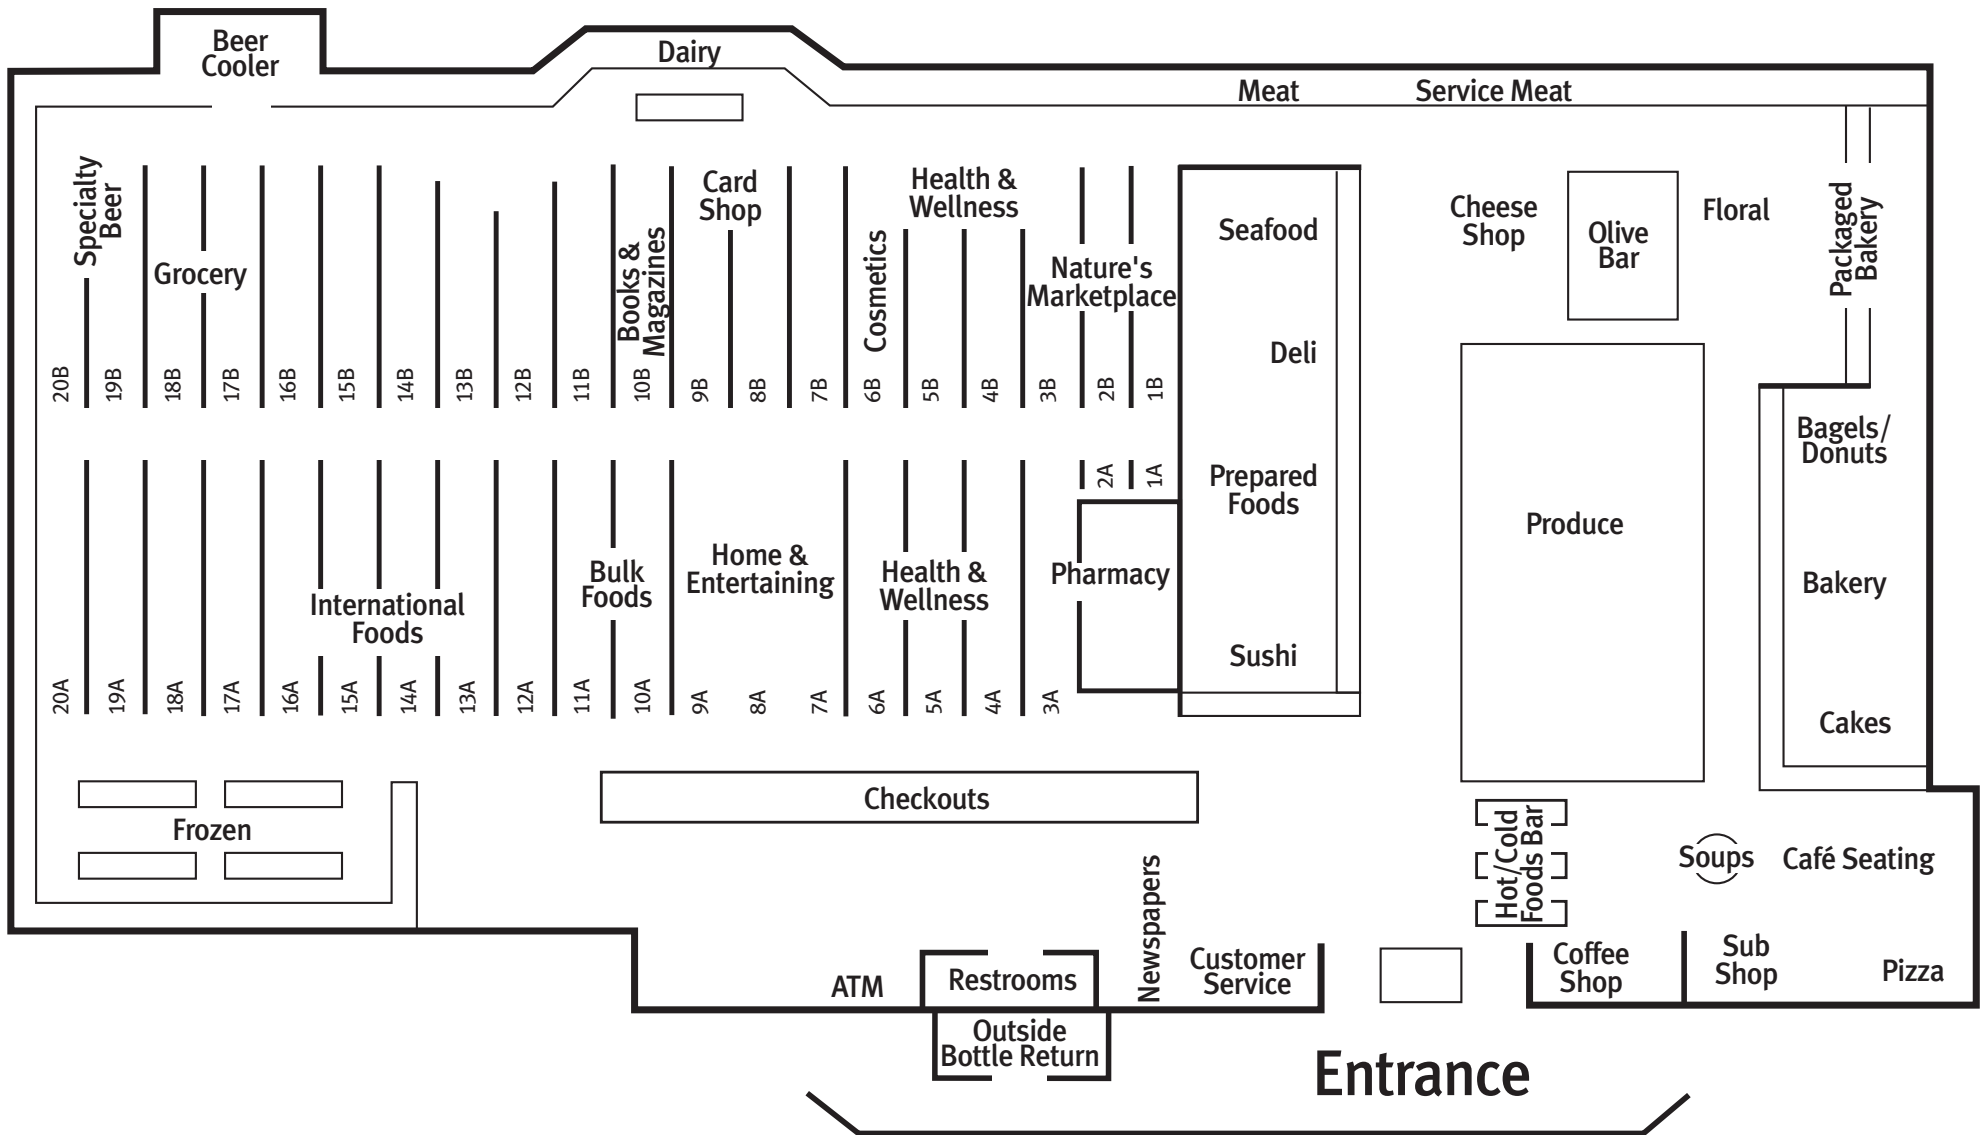 Beer
Cooler
Dairy
Meat
Service Meat
Specialty
Beer
Grocery
Books &
Magazines
Card
Shop
Cosmetics
Health &
Wellness
Nature's
Marketplace
Seafood
Cheese
Shop
Olive
Bar
Floral
Packaged
Bakery
Deli
20B
19B
18B
17B
16B
15B
14B
13B
12B
11B
10B
9B
8B
7B
6B
5B
4B
3B
2B
1B
2A
1A
Prepared
Foods
Produce
Bagels/
Donuts
International
Foods
Bulk
Foods
Home &
Entertaining
Health &
Wellness
Pharmacy
Bakery
Sushi
20A
19A
18A
17A
16A
15A
14A
13A
12A
11A
10A
9A
8A
7A
6A
5A
4A
3A
Cakes
Frozen
Checkouts
Hot/Cold
Foods Bar
Soups
Café Seating
ATM
Restrooms
Newspapers
Customer
Service
Coffee
Shop
Sub
Shop
Pizza
Outside
Bottle Return
Entrance